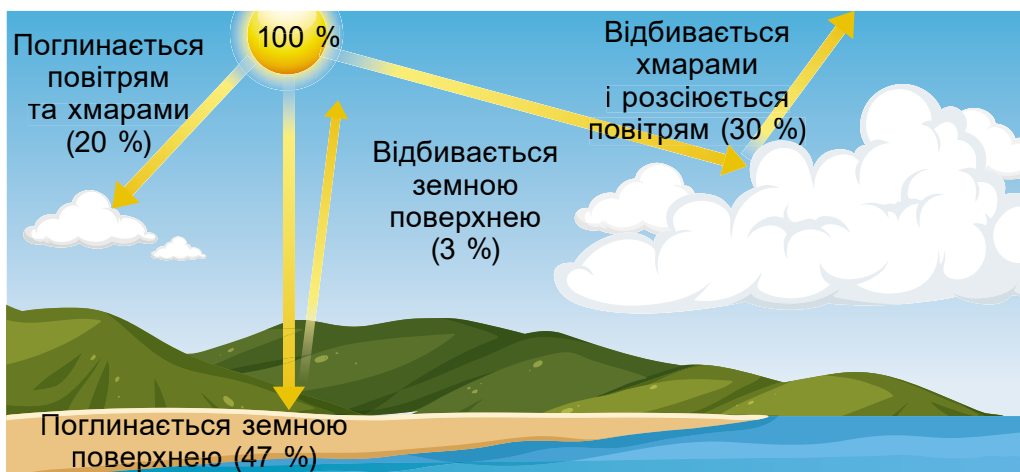 100 %
Поглинається
повітрям
та хмарами
(20 %)
Відбивається
хмарами
і розсіюється
повітрям (30 %)
Відбивається
земною
поверхнею
(3 %)
Поглинається земною
поверхнею (47 %)